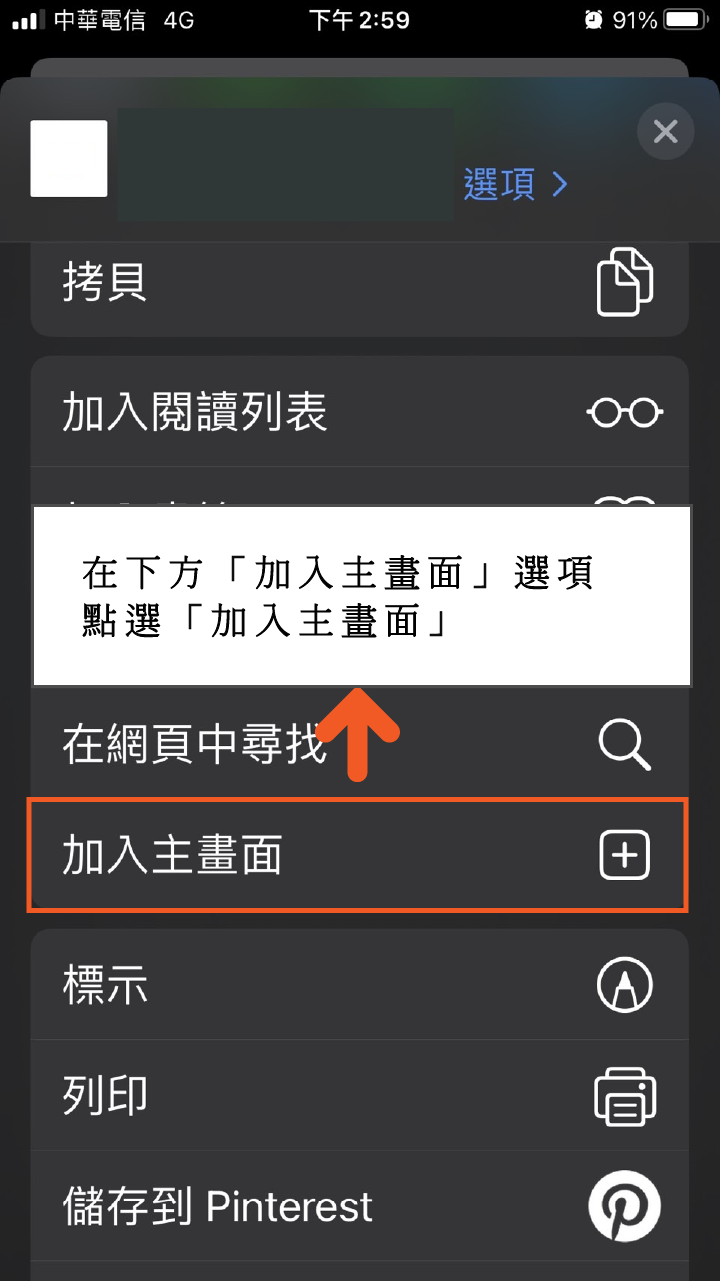 中華電信 4G 下午 2:59 91%
選項
拷貝
加入閱讀列表
在下方「加入主畫面」選項
點選「加入主畫面」
在網頁中尋找
加入主畫面
標示
列印
儲存到 Pinterest